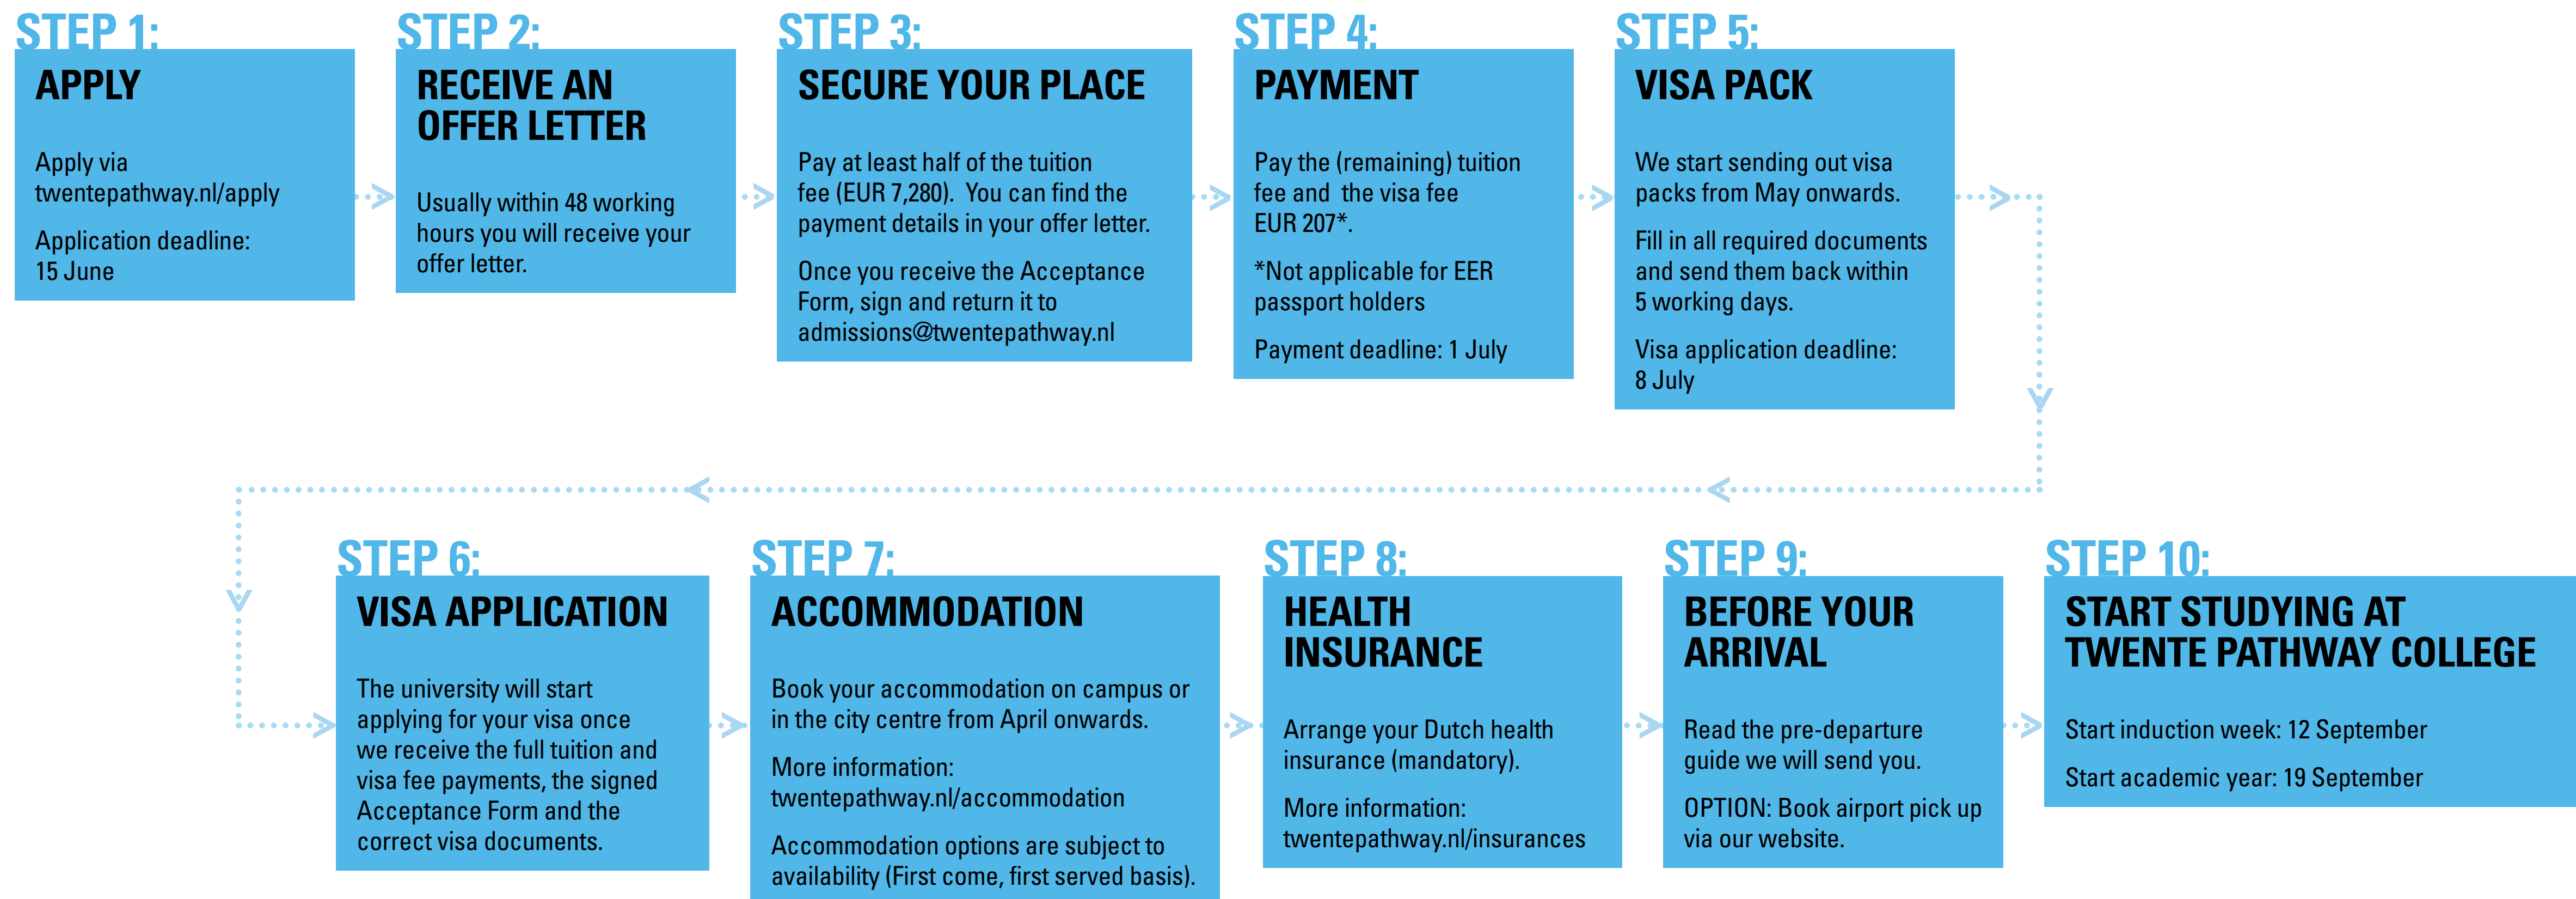 STEP 1:
APPLY
Apply via
twentepathway.nl/apply
Application deadline:
15 June
STEP 2:
RECEIVE AN
OFFER LETTER
Usually within 48 working
hours you will receive your
offer letter.
STEP 3:
SECURE YOUR PLACE
Pay at least half of the tuition
fee (EUR 7,280).  You can find the
payment details in your offer letter.
Once you receive the Acceptance
Form, sign and return it to
admissions@twentepathway.nl
STEP 4:
PAYMENT
Pay the (remaining) tuition
fee and  the visa fee
EUR 207*.
*Not applicable for EER
passport holders
Payment deadline: 1 July
STEP 5:
VISA PACK
We start sending out visa
packs from May onwards.
Fill in all required documents
and send them back within
5 working days.
Visa application deadline:
8 July
STEP 6:
VISA APPLICATION
The university will start
applying for your visa once
we receive the full tuition and
visa fee payments, the signed
Acceptance Form and the
correct visa documents.
STEP 7:
ACCOMMODATION
Book your accommodation on campus or
in the city centre from April onwards.
More information:
twentepathway.nl/accommodation
Accommodation options are subject to
availability (First come, first served basis).
STEP 8:
HEALTH
INSURANCE
Arrange your Dutch health
insurance (mandatory).
More information:
twentepathway.nl/insurances
STEP 9:
BEFORE YOUR
ARRIVAL
Read the pre-departure
guide we will send you.
OPTION: Book airport pick up
via our website.
STEP 10:
START STUDYING AT
TWENTE PATHWAY COLLEGE
Start induction week: 12 September
Start academic year: 19 September